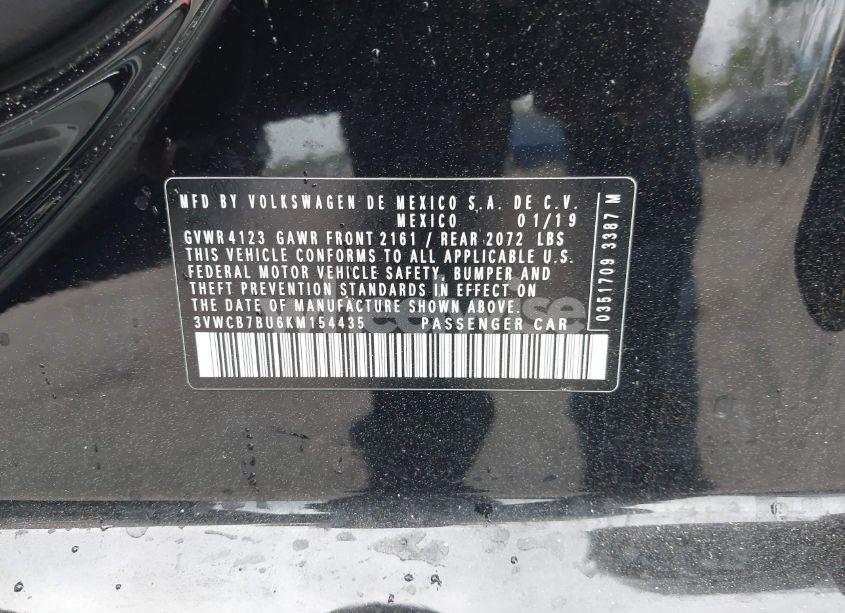 MFD BY VOLKSWAGEN DE MEXICO S.A. DE C.V.
MEXICO 01/19
GVWR 4123 GAWR FRONT 2161 / REAR 2072 LBS
THIS VEHICLE CONFORMS TO ALL APPLICABLE U.S.
FEDERAL MOTOR VEHICLE SAFETY, BUMPER AND
THEFT PREVENTION STANDARDS IN EFFECT ON
THE DATE OF MANUFACTURE SHOWN ABOVE.
3VWCB7BU6KM154435 PASSENGER CAR
0351709 3387 M